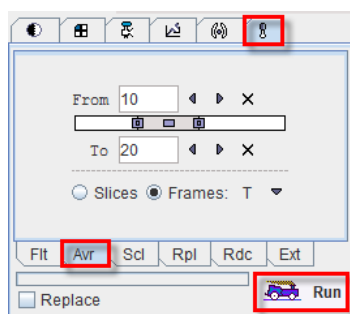 From 10
To 20
Slices Frames: T
Flt Avr Scl Rpl Rdc Ext
Replace Run